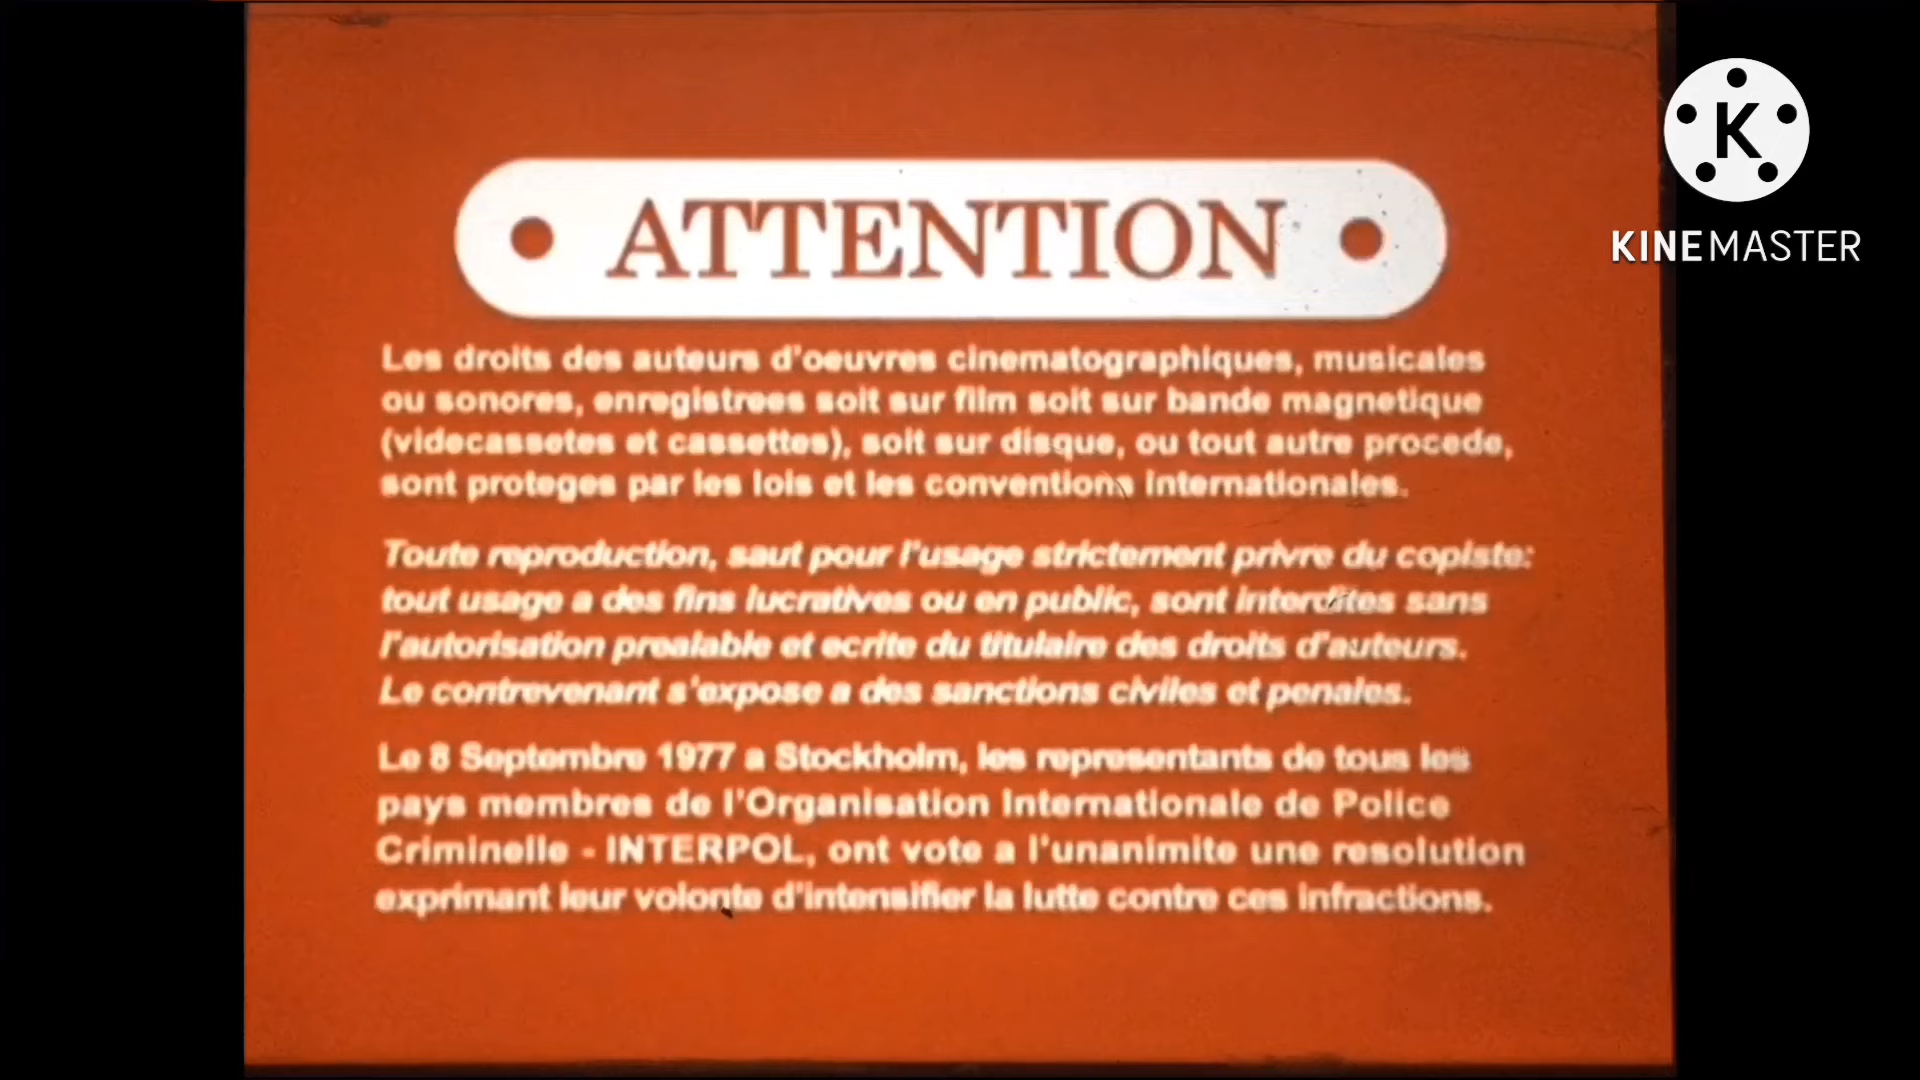 ATTENTION
K
KINEMASTER
Les droits des auteurs d'oeuvres cinematographiques, musicales
ou sonores, enregistrees soit sur film soit sur bande magnetique
(videcassetes et cassettes), soit sur disque, ou tout autre procede,
sont proteges par les lois et les conventions internationales.
Toute reproduction, saut pour l'usage strictement privre du copiste:
tout usage a des fins lucratives ou en public, sont interdites sans
l'autorisation prealable et ecrite du titulaire des droits d'auteurs.
Le contrevenant s'expose a des sanctions civiles et penales.
Le 8 Septembre 1977 a Stockholm, les representants de tous les
pays membres de l'Organisation Internationale de Police
Criminelle - INTERPOL, ont vote a l'unanimite une resolution
exprimant leur volonte d'intensifier la lutte contre ces infractions.